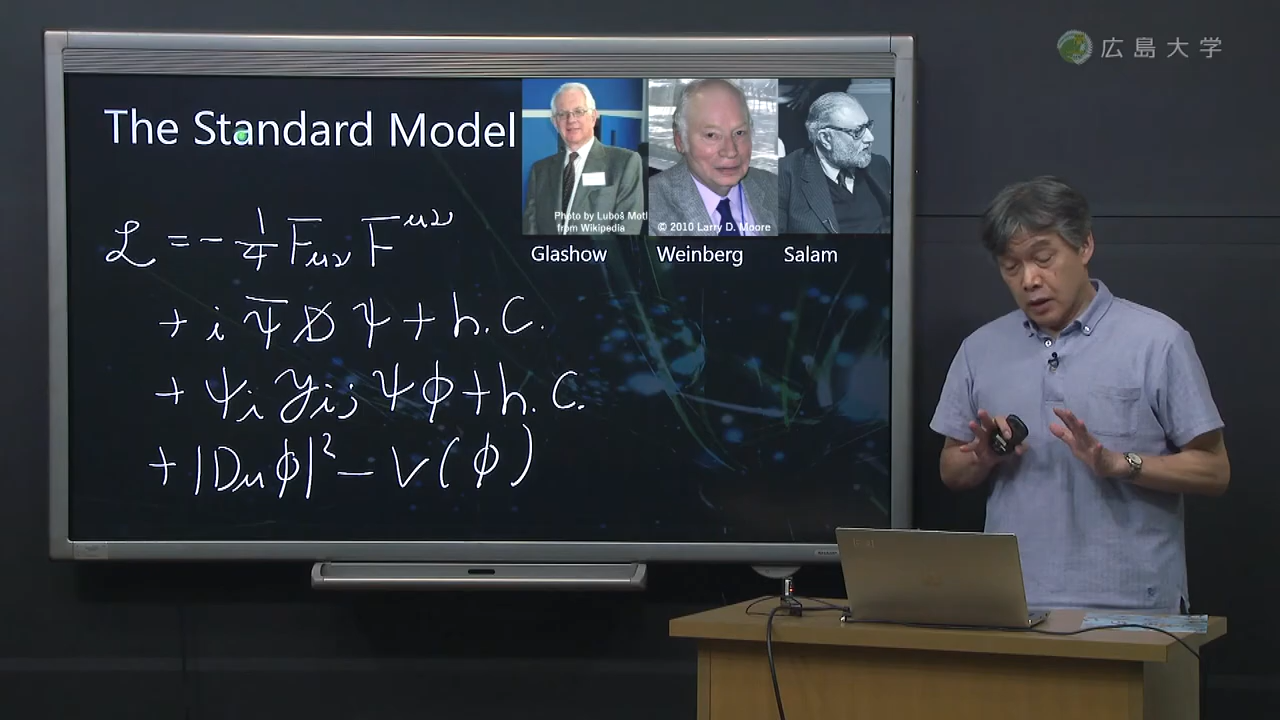 広島大学
The Standard Model
Photo by Luboš Motl
from Wikipedia
© 2010 Larry D. Moore
Glashow Weinberg Salam
ℒ = - 1/4 F_μν F^μν
+ i ψ̄ D̸ ψ + h.c.
+ ψ_i y_ij ψ φ + h.c.
+ |D_μ φ|² - V(φ)